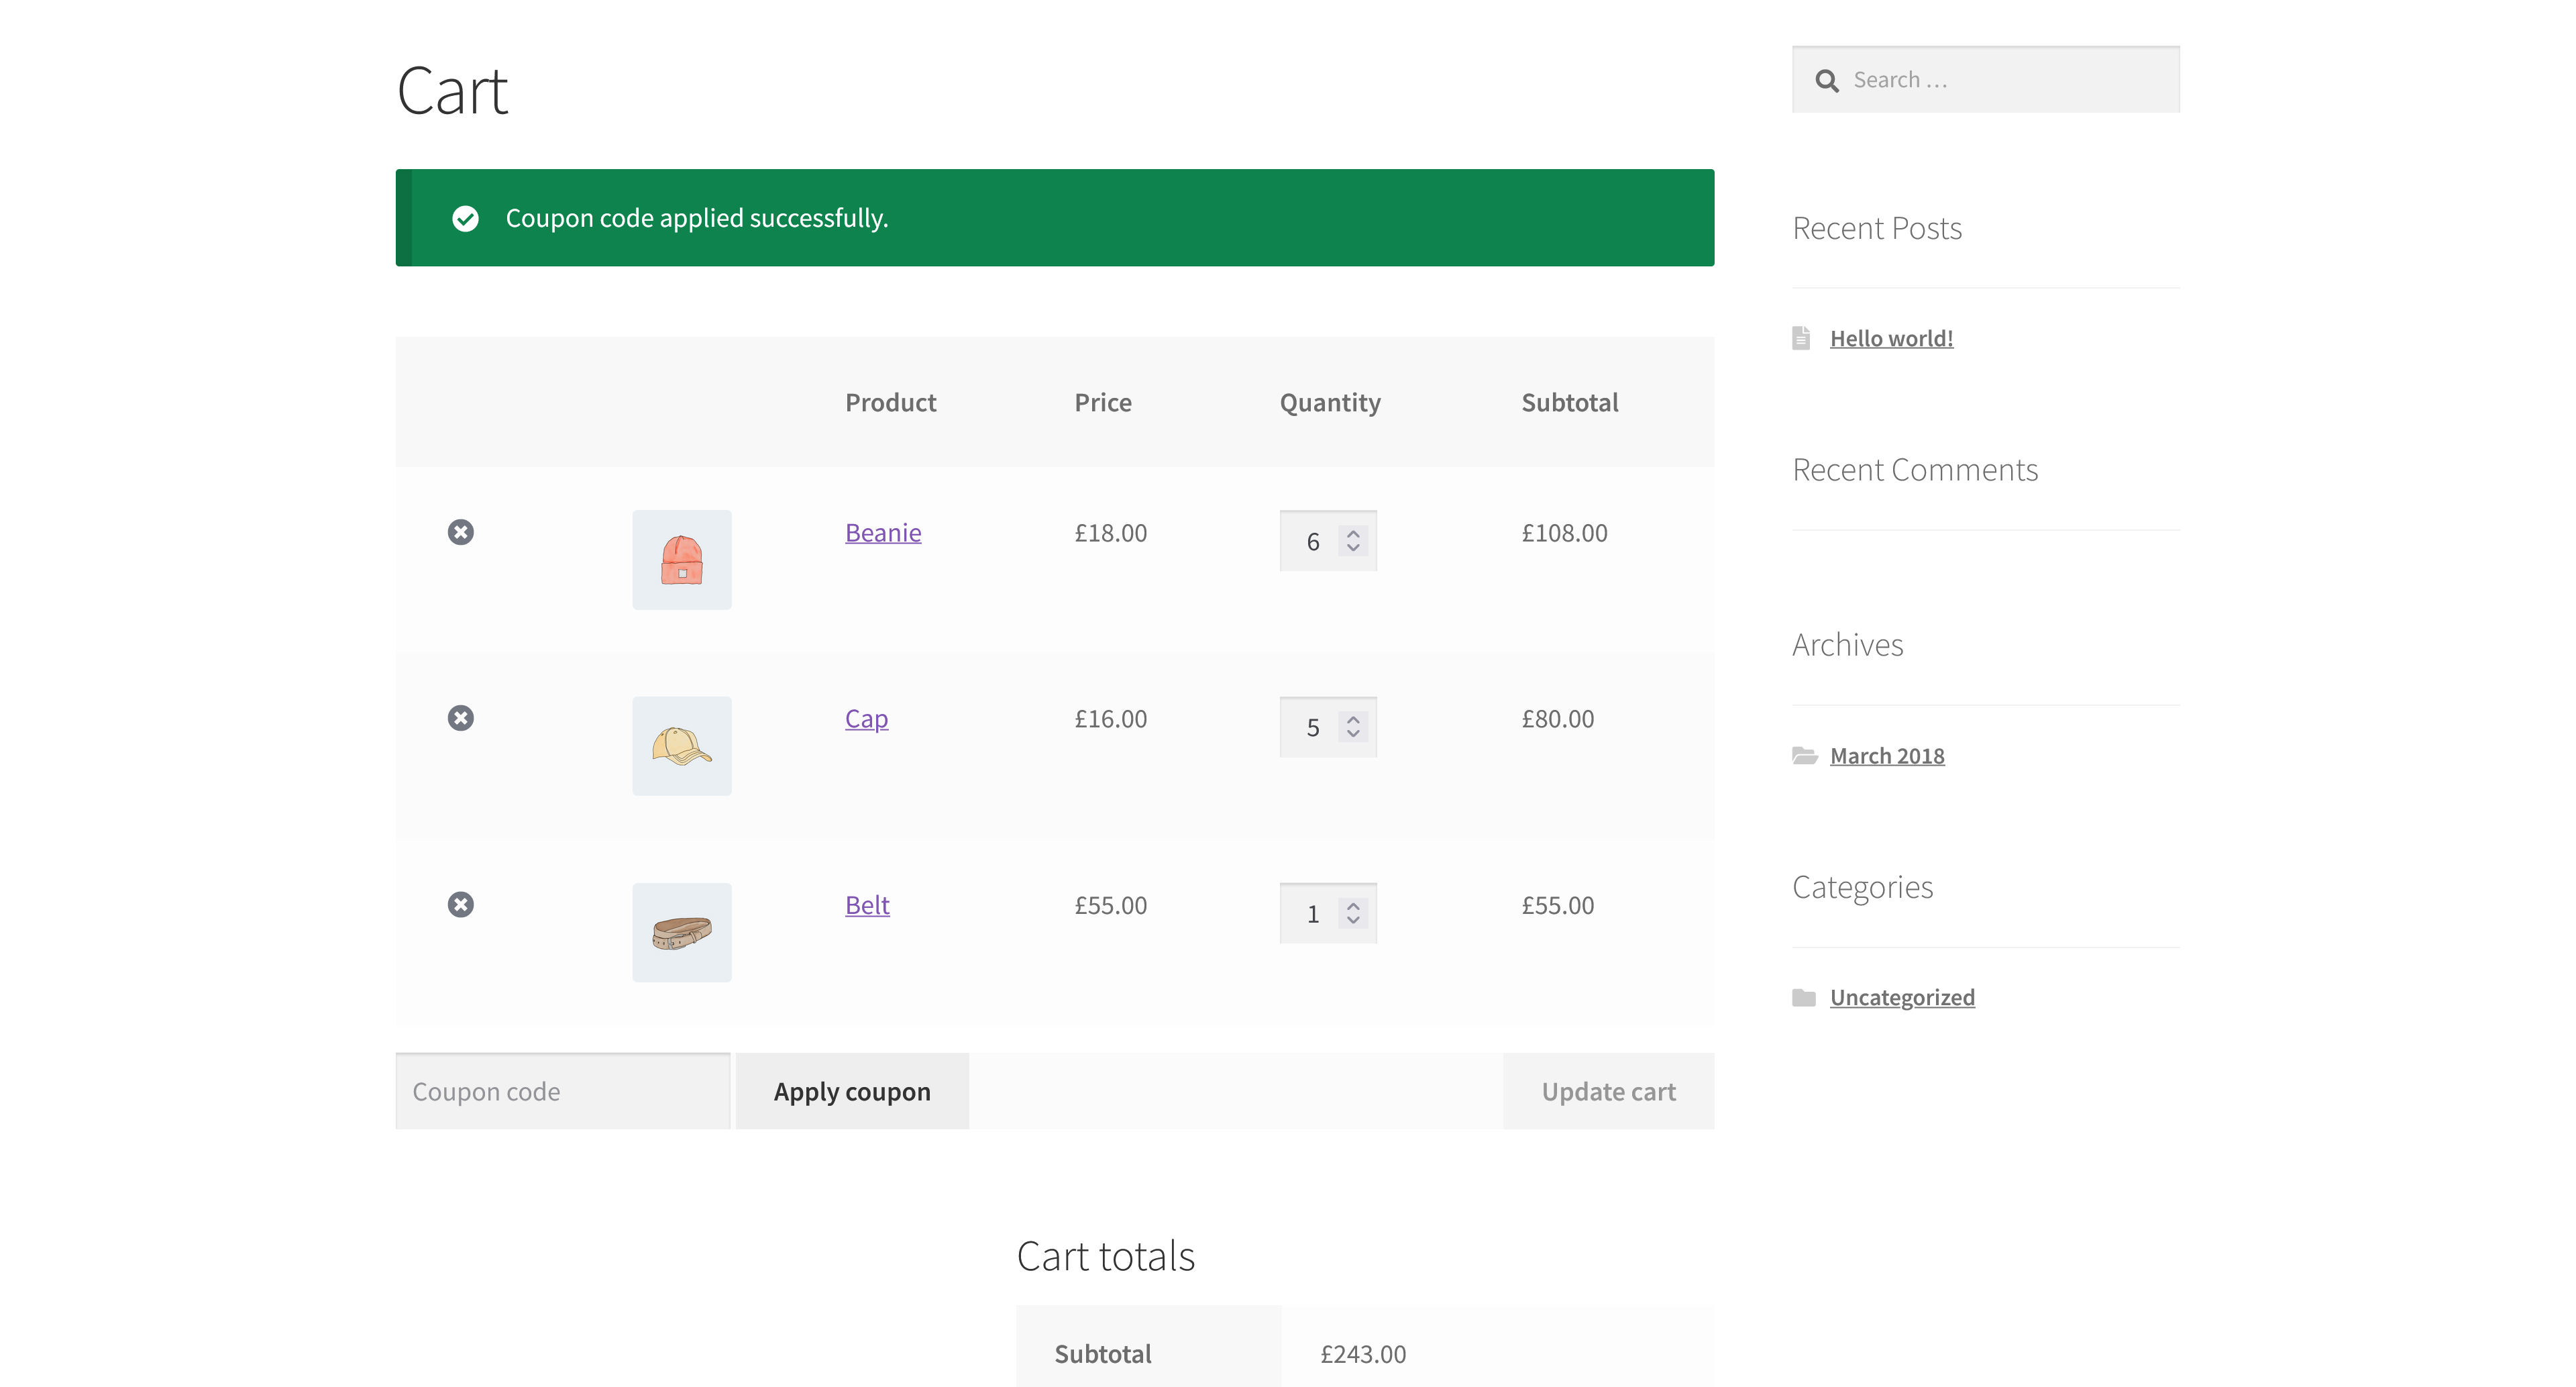 Cart
Coupon code applied successfully.
Product Price Quantity Subtotal
Beanie £18.00 6 £108.00
Cap £16.00 5 £80.00
Belt £55.00 1 £55.00
Coupon code Apply coupon Update cart
Cart totals
Subtotal £243.00
Search …
Recent Posts
Hello world!
Recent Comments
Archives
March 2018
Categories
Uncategorized